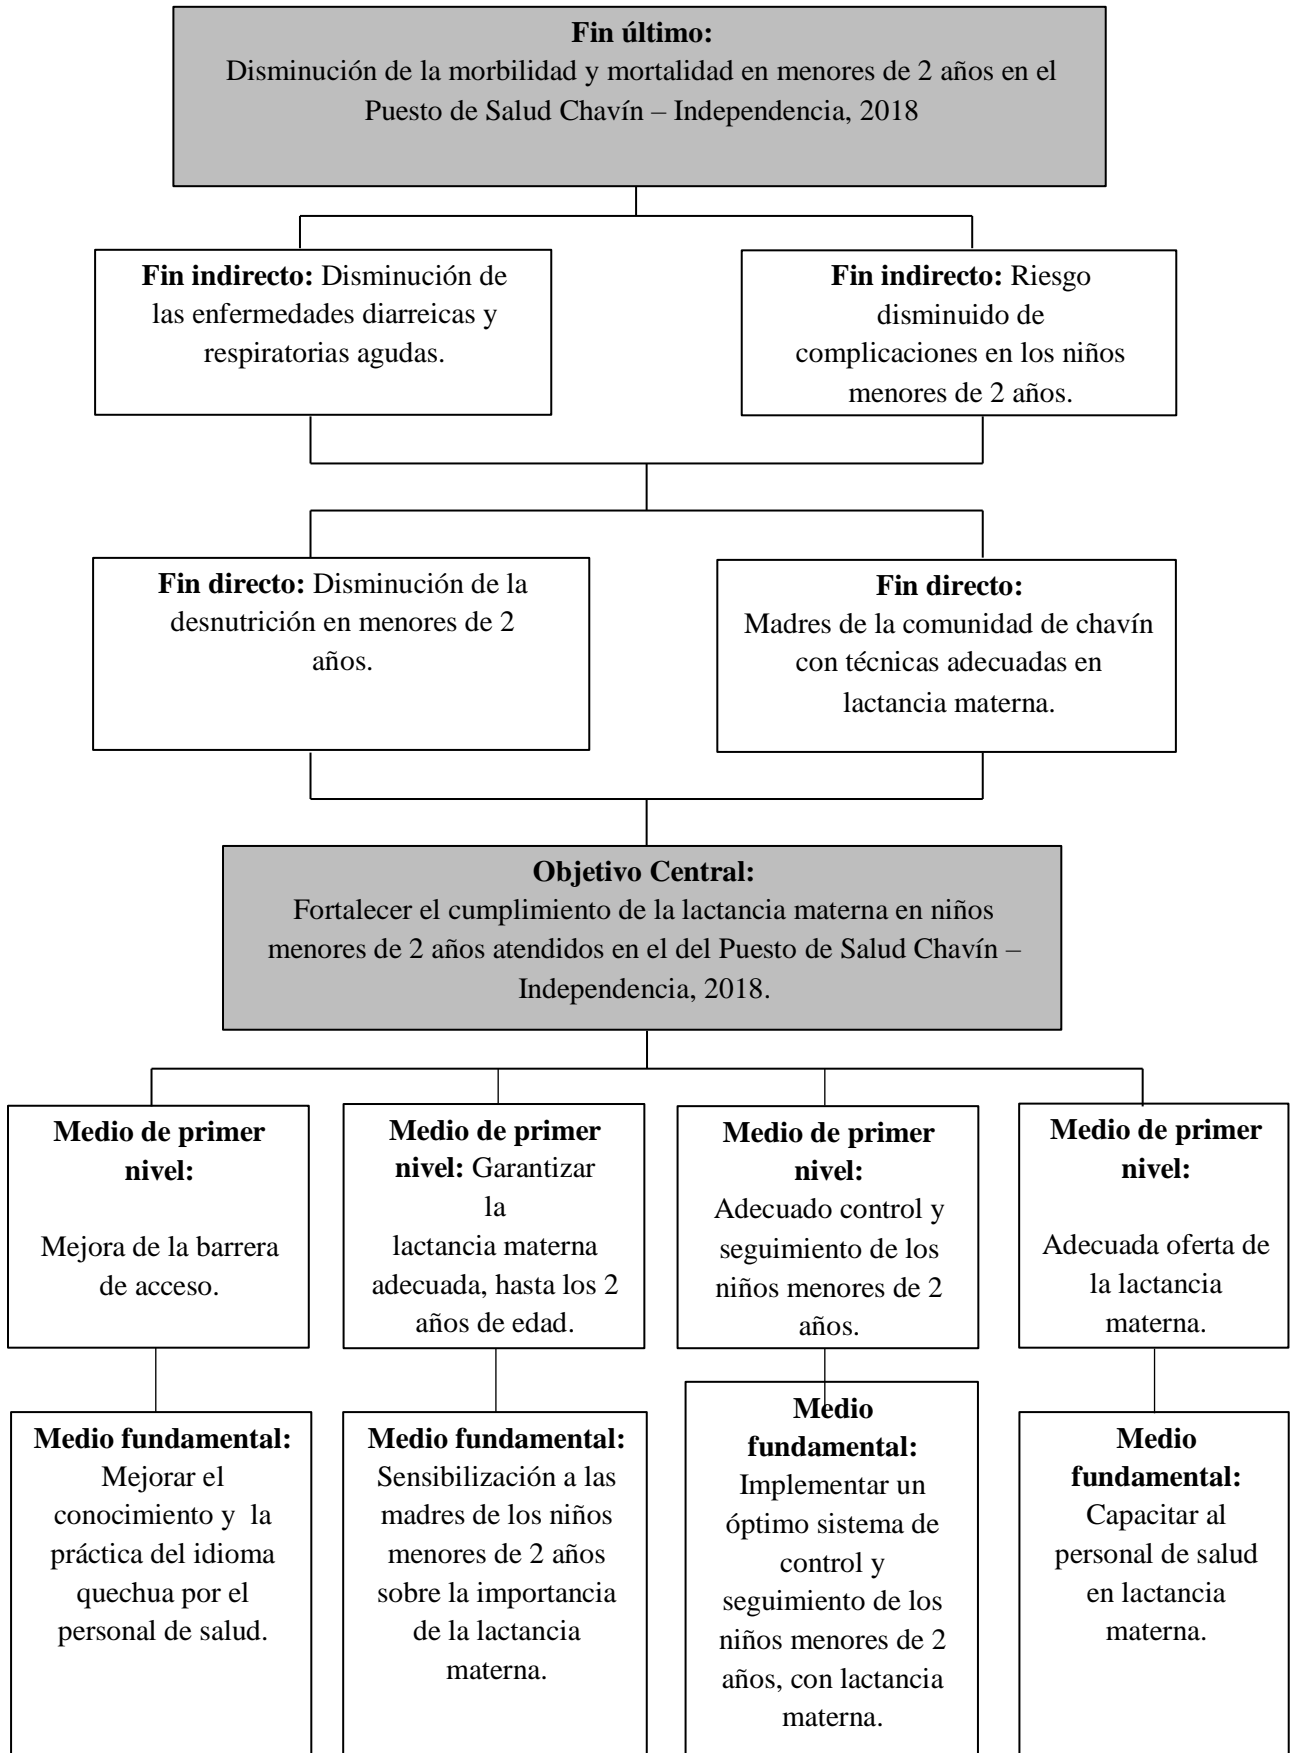 Fin último:
Disminución de la morbilidad y mortalidad en menores de 2 años en el
Puesto de Salud Chavín – Independencia, 2018
Fin indirecto: Disminución de
las enfermedades diarreicas y
respiratorias agudas.
Fin indirecto: Riesgo
disminuido de
complicaciones en los niños
menores de 2 años.
Fin directo: Disminución de la
desnutrición en menores de 2
años.
Fin directo:
Madres de la comunidad de chavín
con técnicas adecuadas en
lactancia materna.
Objetivo Central:
Fortalecer el cumplimiento de la lactancia materna en niños
menores de 2 años atendidos en el del Puesto de Salud Chavín –
Independencia, 2018.
Medio de primer
nivel:
Mejora de la barrera
de acceso.
Medio de primer
nivel: Garantizar
la
lactancia materna
adecuada, hasta los 2
años de edad.
Medio de primer
nivel:
Adecuado control y
seguimiento de los
niños menores de 2
años.
Medio de primer
nivel:
Adecuada oferta de
la lactancia
materna.
Medio fundamental:
Mejorar el
conocimiento y  la
práctica del idioma
quechua por el
personal de salud.
Medio fundamental:
Sensibilización a las
madres de los niños
menores de 2 años
sobre la importancia
de la lactancia
materna.
Medio
fundamental:
Implementar un
óptimo sistema de
control y
seguimiento de los
niños menores de 2
años, con lactancia
materna.
Medio
fundamental:
Capacitar al
personal de salud
en lactancia
materna.